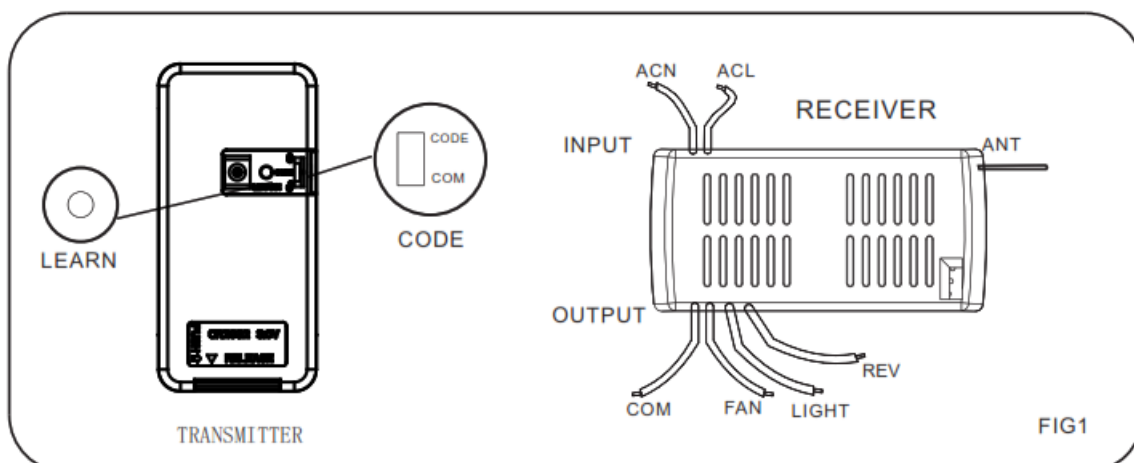 LEARN
CODE
COM
CODE
TRANSMITTER
ACN
ACL
RECEIVER
INPUT
ANT
OUTPUT
COM
FAN
LIGHT
REV
FIG1